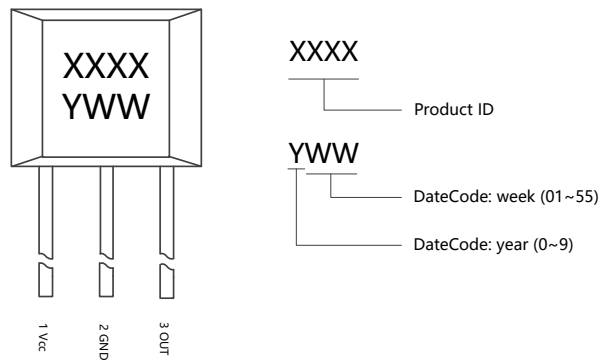 XXXX
YWW
1 Vcc
2 GND
3 OUT
XXXX
Product ID
YWW
DateCode: week (01~55)
DateCode: year (0~9)